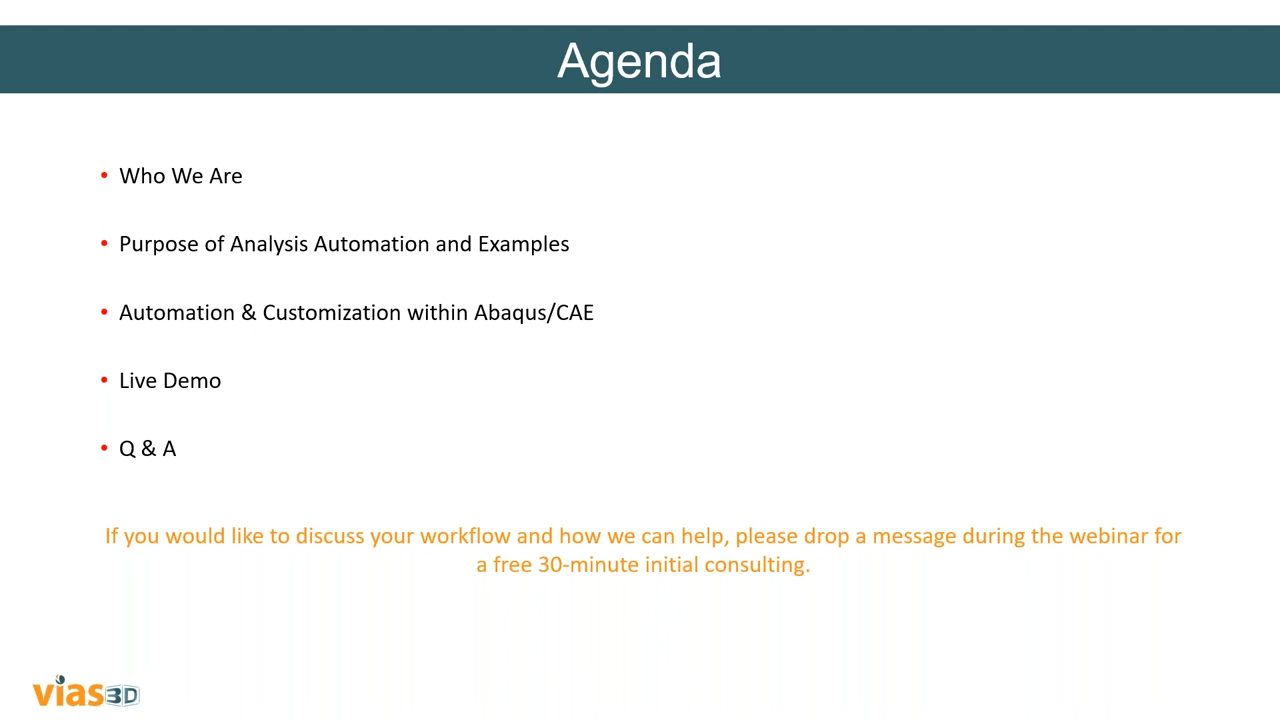 Agenda
• Who We Are
• Purpose of Analysis Automation and Examples
• Automation & Customization within Abaqus/CAE
• Live Demo
• Q & A
If you would like to discuss your workflow and how we can help, please drop a message during the webinar for
a free 30-minute initial consulting.
vias3D